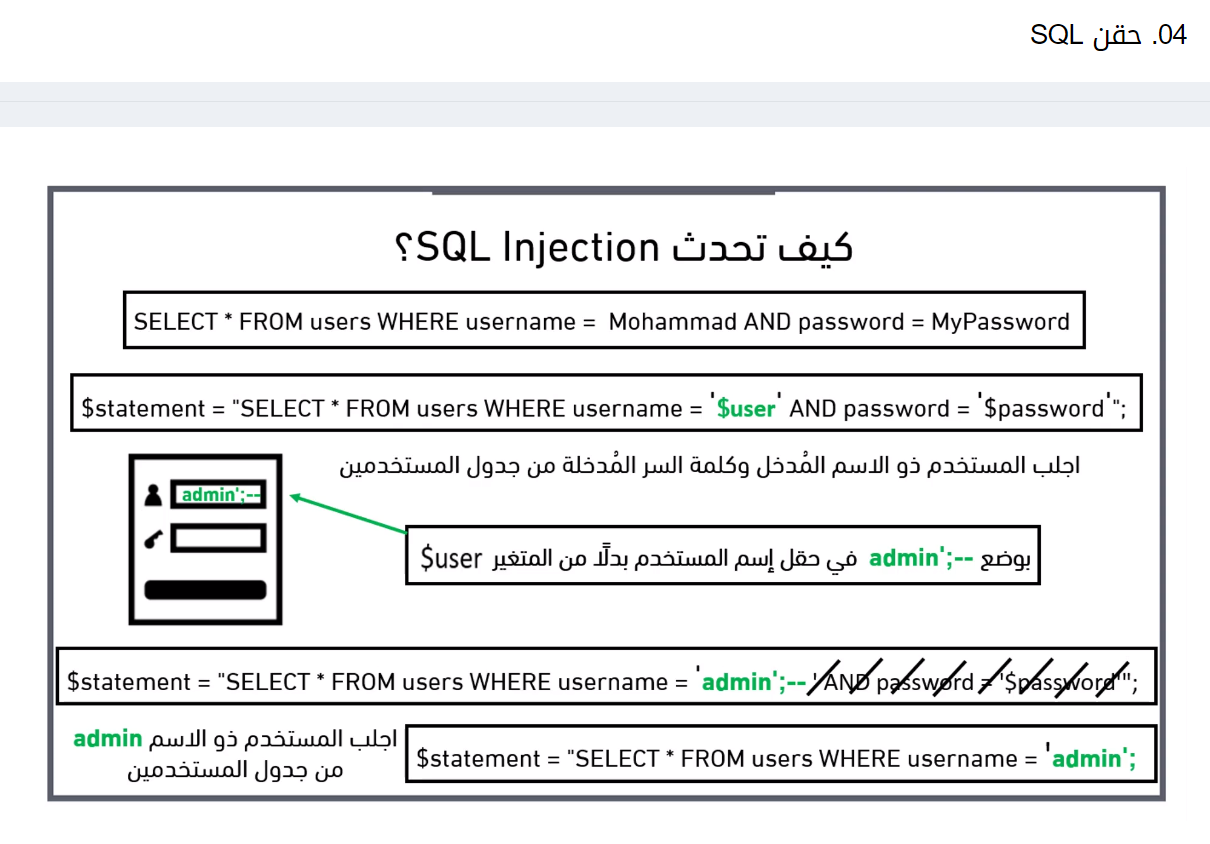 04. حقن SQL
كيف تحدث SQL Injection؟
SELECT * FROM users WHERE username = Mohammad AND password = MyPassword
$statement = "SELECT * FROM users WHERE username = '$user' AND password = '$password'";
اجلب المستخدم ذو الاسم المُدخل وكلمة السر المُدخلة من جدول المستخدمين
admin';--
بوضع admin';-- في حقل إسم المستخدم بدلًا من المتغير $user
$statement = "SELECT * FROM users WHERE username = 'admin';-- ' AND password = '$password'";
اجلب المستخدم ذو الاسم admin
من جدول المستخدمين
$statement = "SELECT * FROM users WHERE username = 'admin';